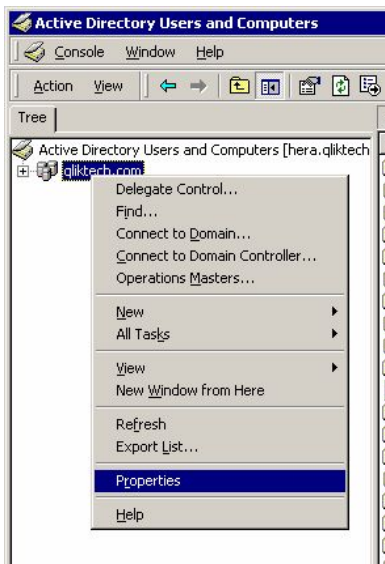 Active Directory Users and Computers
Console Window Help
Action View
Tree
Active Directory Users and Computers [hera.qliktech
qliktech.com
Delegate Control...
Find...
Connect to Domain...
Connect to Domain Controller...
Operations Masters...
New
All Tasks
View
New Window from Here
Refresh
Export List...
Properties
Help